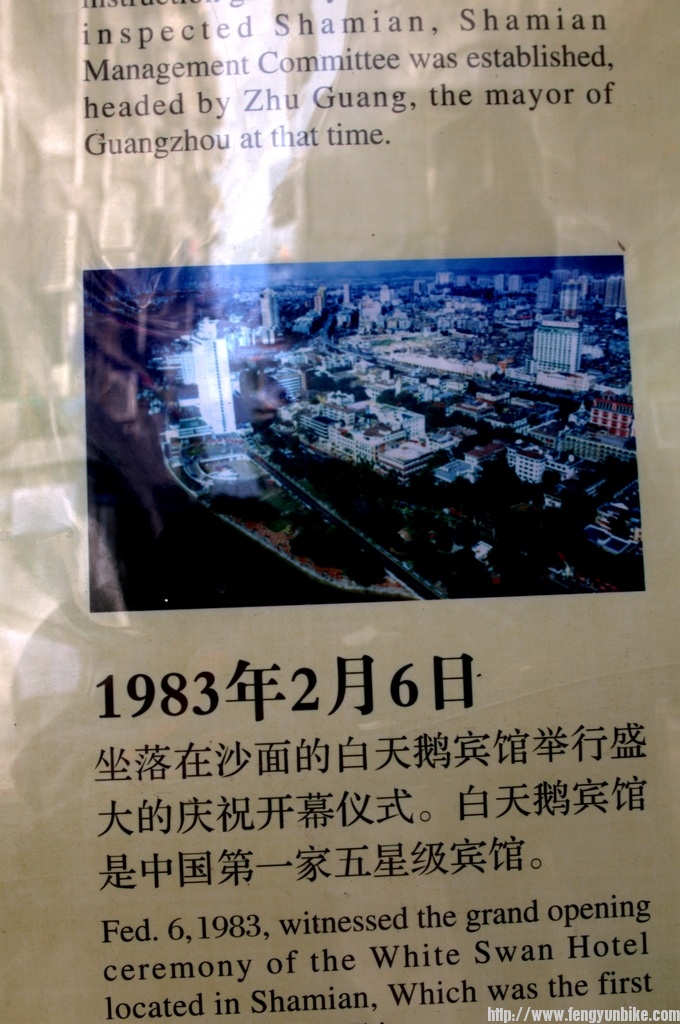 inspected Shamian, Shamian
Management Committee was established,
headed by Zhu Guang, the mayor of
Guangzhou at that time.
1983年2月6日
坐落在沙面的白天鹅宾馆举行盛
大的庆祝开幕仪式。白天鹅宾馆
是中国第一家五星级宾馆。
Fed. 6,1983, witnessed the grand opening
ceremony of the White Swan Hotel
located in Shamian, Which was the first
http://www.fengyunbike.com